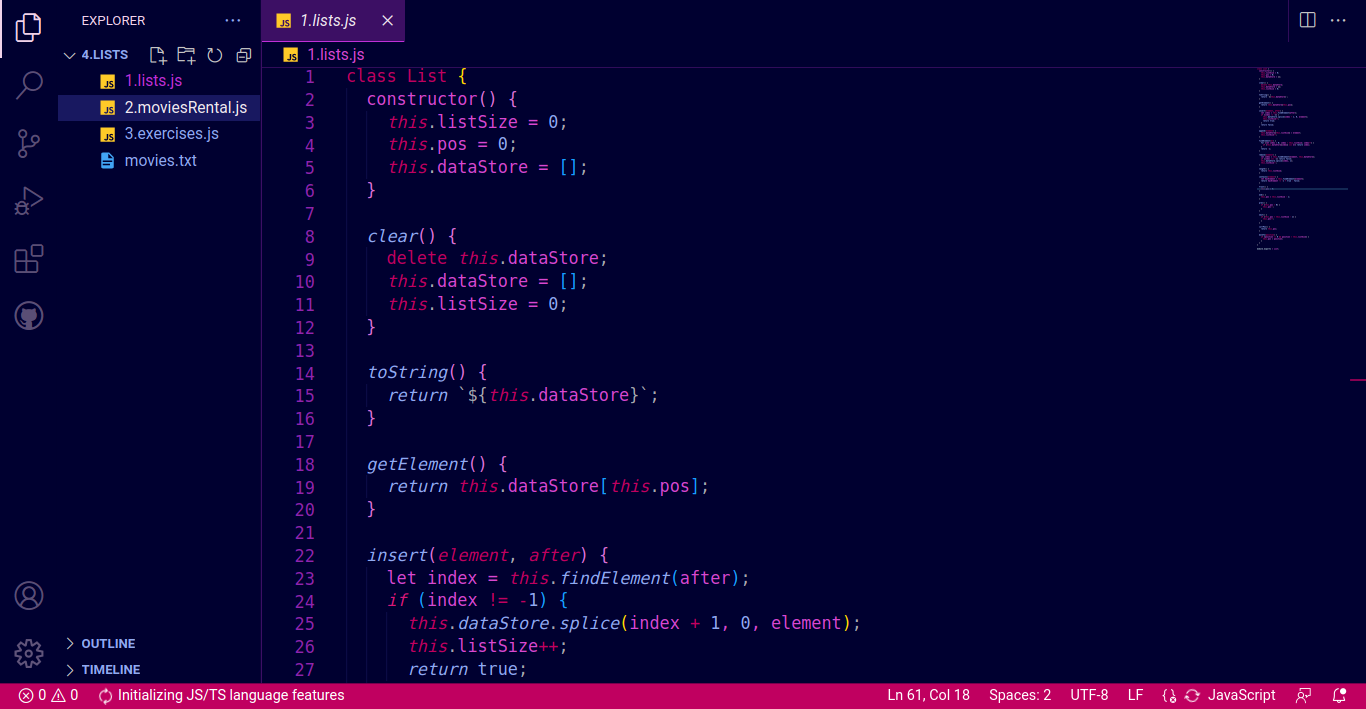 EXPLORER
4.LISTS
JS 1.lists.js
JS 2.moviesRental.js
JS 3.exercises.js
movies.txt
OUTLINE
TIMELINE
JS 1.lists.js
JS 1.lists.js
1 class List {
2 constructor() {
3 this.listSize = 0;
4 this.pos = 0;
5 this.dataStore = [];
6 }
7
8 clear() {
9 delete this.dataStore;
10 this.dataStore = [];
11 this.listSize = 0;
12 }
13
14 toString() {
15 return `${this.dataStore}`;
16 }
17
18 getElement() {
19 return this.dataStore[this.pos];
20 }
21
22 insert(element, after) {
23 let index = this.findElement(after);
24 if (index != -1) {
25 this.dataStore.splice(index + 1, 0, element);
26 this.listSize++;
27 return true;
0 0 Initializing JS/TS language features Ln 61, Col 18 Spaces: 2 UTF-8 LF JavaScript